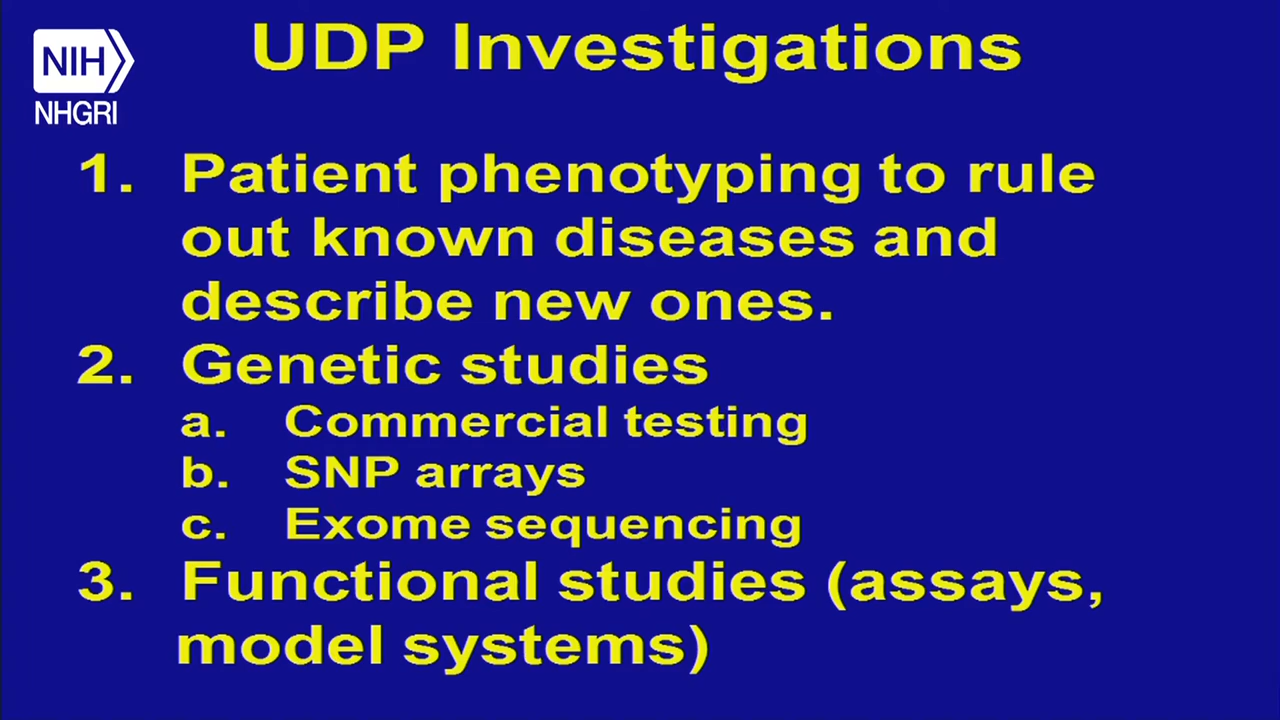 UDP Investigations
NIH
NHGRI
1. Patient phenotyping to rule
out known diseases and
describe new ones.
2. Genetic studies
a. Commercial testing
b. SNP arrays
c. Exome sequencing
3. Functional studies (assays,
model systems)